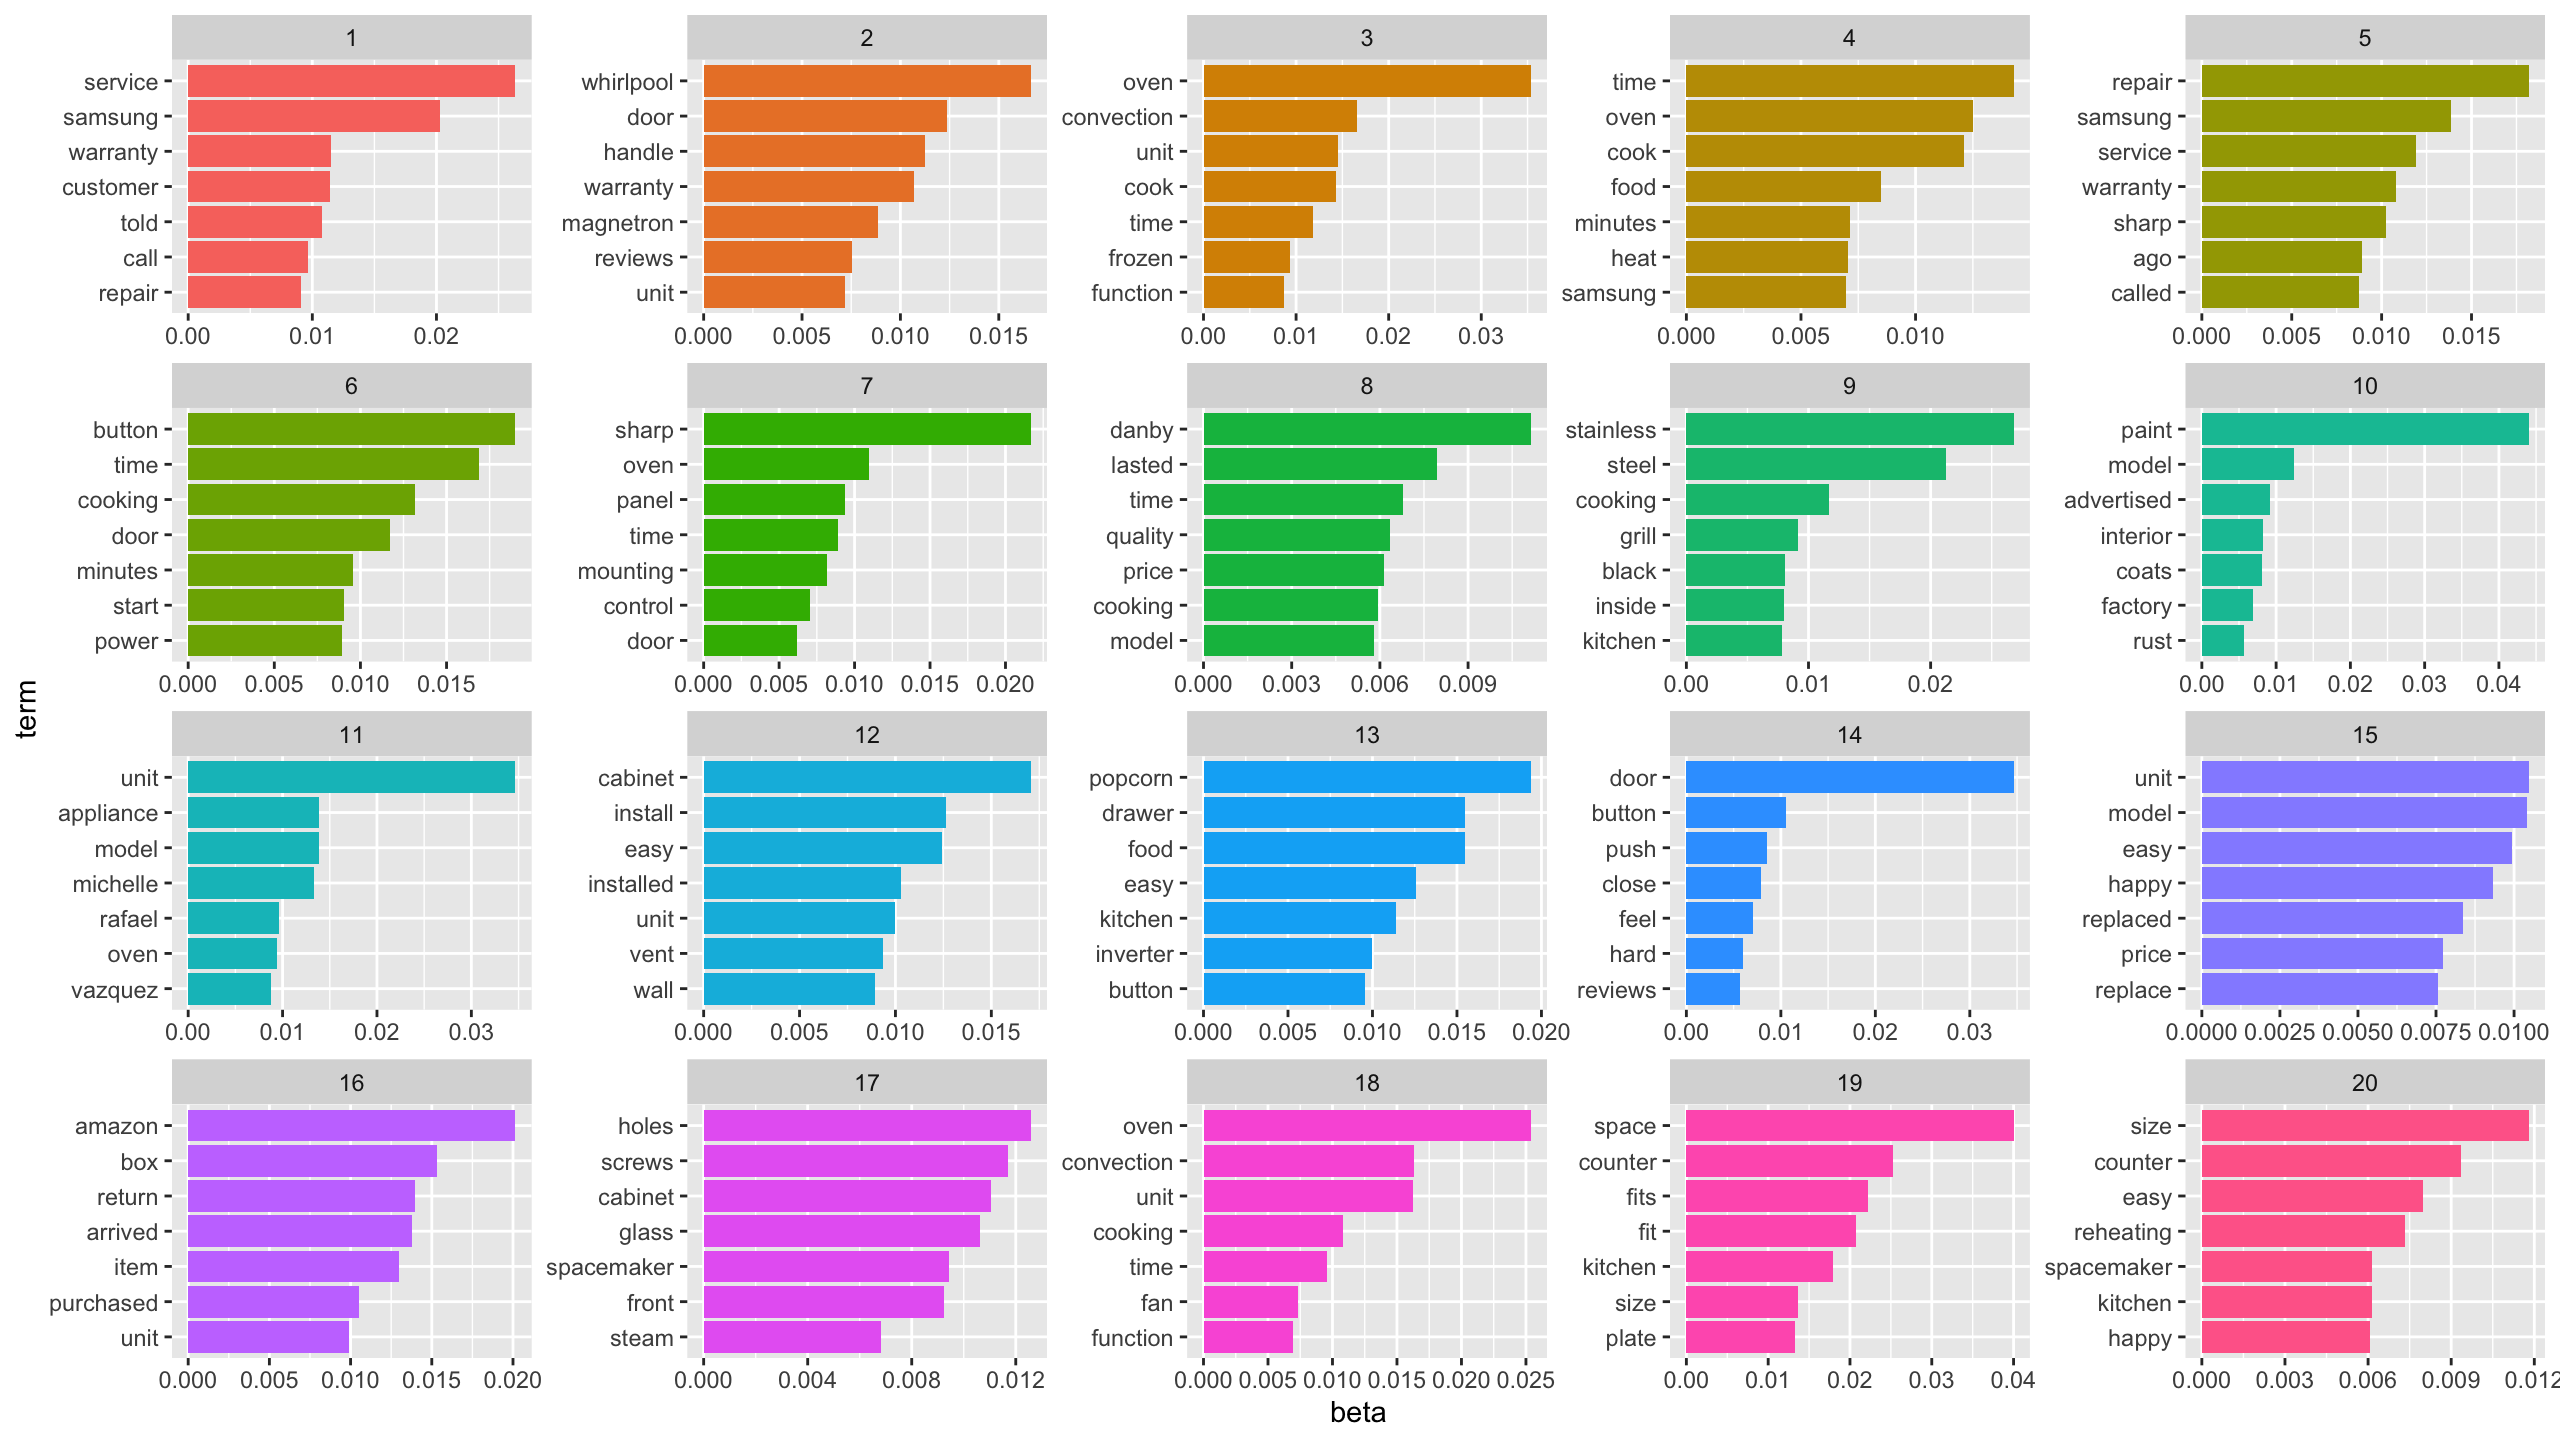 1
service
samsung
warranty
customer
told
call
repair
0.00 0.01 0.02
2
whirlpool
door
handle
warranty
magnetron
reviews
unit
0.000 0.005 0.010 0.015
3
oven
convection
unit
cook
time
frozen
function
0.00 0.01 0.02 0.03
4
time
oven
cook
food
minutes
heat
samsung
0.000 0.005 0.010
5
repair
samsung
service
warranty
sharp
ago
called
0.000 0.005 0.010 0.015
6
button
time
cooking
door
minutes
start
power
0.000 0.005 0.010 0.015
7
sharp
oven
panel
time
mounting
control
door
0.000 0.005 0.010 0.015 0.020
8
danby
lasted
time
quality
price
cooking
model
0.000 0.003 0.006 0.009
9
stainless
steel
cooking
grill
black
inside
kitchen
0.00 0.01 0.02
10
paint
model
advertised
interior
coats
factory
rust
0.00 0.01 0.02 0.03 0.04
term
11
unit
appliance
model
michelle
rafael
oven
vazquez
0.00 0.01 0.02 0.03
12
cabinet
install
easy
installed
unit
vent
wall
0.000 0.005 0.010 0.015
13
popcorn
drawer
food
easy
kitchen
inverter
button
0.000 0.005 0.010 0.015 0.020
14
door
button
push
close
feel
hard
reviews
0.00 0.01 0.02 0.03
15
unit
model
easy
happy
replaced
price
replace
0.0000 0.0025 0.0050 0.0075 0.0100
16
amazon
box
return
arrived
item
purchased
unit
0.000 0.005 0.010 0.015 0.020
17
holes
screws
cabinet
glass
spacemaker
front
steam
0.000 0.004 0.008 0.012
18
oven
convection
unit
cooking
time
fan
function
0.000 0.005 0.010 0.015 0.020 0.025
19
space
counter
fits
fit
kitchen
size
plate
0.00 0.01 0.02 0.03 0.04
20
size
counter
easy
reheating
spacemaker
kitchen
happy
0.000 0.003 0.006 0.009 0.012
beta